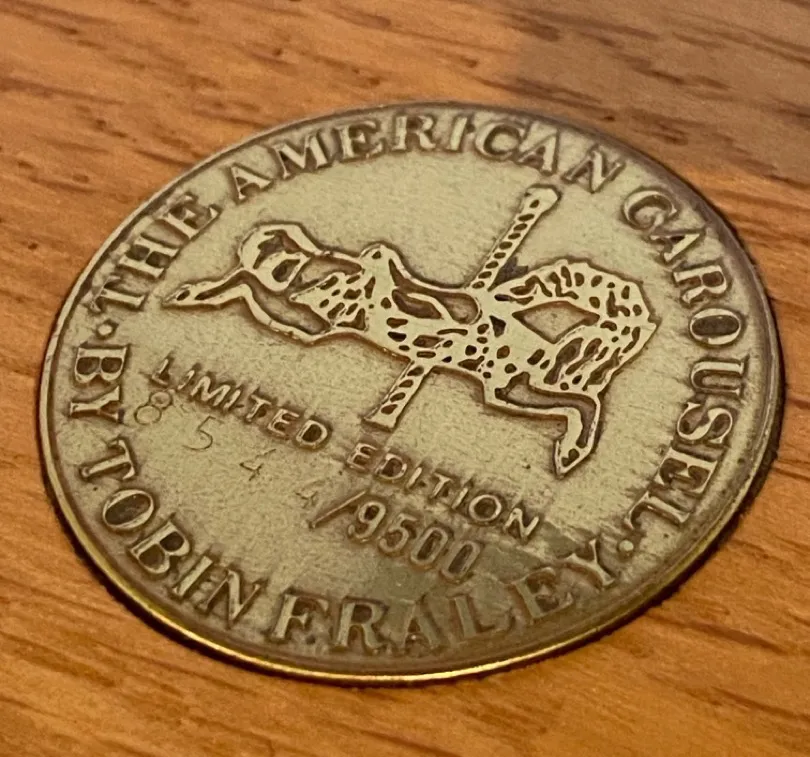 THE AMERICAN CAROUSEL
LIMITED EDITION
8544/9500
BY TOBIN FRALEY